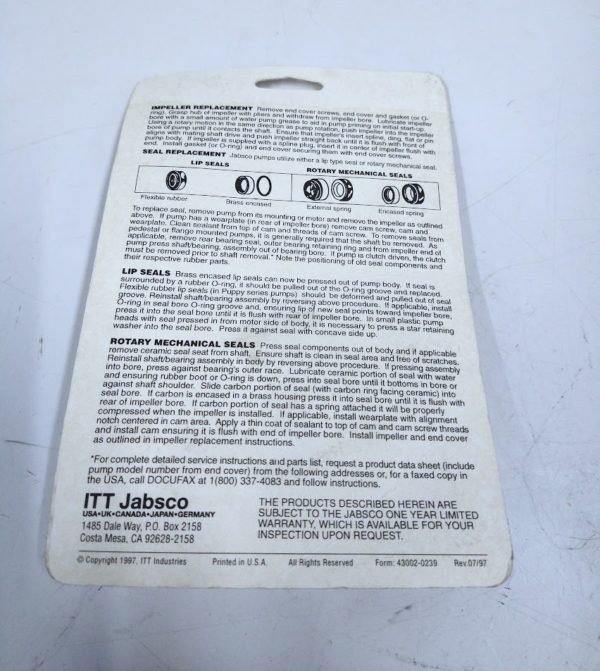 IMPELLER REPLACEMENT Remove end cover screws, end cover and gasket (or O-
ring). Grasp hub of impeller with pliers and withdraw from impeller bore. Lubricate impeller
bore with a small amount of water pump grease to aid in pump priming on initial start-up.
Using a rotary motion in the same direction as pump rotation, push impeller into the impeller
bore of pump until it contacts the shaft. Ensure that impeller's insert spline, drive, flat or pin
aligns with mating shaft drive and push impeller straight back until it is flush with front of
pump body. If impeller is supplied with a spline plug, insert it in center of impeller flush with
end. Install gasket (or O-ring) and end cover securing them with end cover screws.
SEAL REPLACEMENT Jabsco pumps utilize either a lip type seal or rotary mechanical seal.
LIP SEALS ROTARY MECHANICAL SEALS
Flexible rubber Brass encased External spring Encased spring
To replace seal, remove pump from its mounting or motor and remove the impeller as outlined
above. If pump has a wearplate (in rear of impeller bore) remove cam screw, cam and
wearplate. Clean sealant from top of cam and threads of cam screw. To remove seals from
pedestal or flange mounted pumps, it is generally required that the shaft be removed. As
applicable, remove rear bearing seal, outer bearing retaining ring and from impeller end of
pump press shaft/bearing, assembly out of bearing bore. If pump is clutch driven, the clutch
must be removed prior to shaft removal.* Note the positioning of old seal components and
their respective rubber parts.
LIP SEALS Brass encased lip seals can now be pressed out of pump body. If seal is
surrounded by a rubber O-ring, it should be pulled out of the O-ring groove and replaced.
Flexible rubber lip seals (in Puppy series pumps) should be deformed and pulled out of seal
groove. Reinstall shaft/bearing assembly by reversing above procedure. If applicable, install
O-ring in seal bore O-ring groove and, ensuring lip of new seal points toward impeller bore,
press it into the seal bore until it is flush with rear of impeller bore. In small plastic pump
heads with seal pressed in from motor side of body, it is necessary to press a star retaining
washer into the seal bore. Press it against seal with concave side up.
ROTARY MECHANICAL SEALS Press seal components out of body and if applicable
remove ceramic seal seat from shaft. Ensure shaft is clean in seal area and free of scratches.
Reinstall shaft/bearing assembly in body by reversing above procedure. If pressing assembly
into bore, press against bearing's outer race. Lubricate ceramic portion of seal with water
and ensuring rubber boot or O-ring is down, press into seal bore until it bottoms in bore or
against shaft shoulder. Slide carbon portion of seal (with carbon ring facing ceramic) into
seal bore. If carbon is encased in a brass housing press it into seal bore until it is flush with
rear of impeller bore. If carbon portion of seal has a spring attached it will be properly
compressed when the impeller is installed. If applicable, install wearplate with alignment
notch centered in cam area. Apply a thin coat of sealant to top of cam and cam screw threads
and install cam ensuring it is flush with end of impeller bore. Install impeller and end cover
as outlined in impeller replacement instructions.
*For complete detailed service instructions and parts list, request a product data sheet (include
pump model number from end cover) from the following addresses or, for a faxed copy in
the USA, call DOCUFAX at 1(800) 337-4083 and follow instructions.
ITT Jabsco
USA•UK•CANADA•JAPAN•GERMANY
1485 Dale Way, P.O. Box 2158
Costa Mesa, CA 92628-2158
THE PRODUCTS DESCRIBED HEREIN ARE
SUBJECT TO THE JABSCO ONE YEAR LIMITED
WARRANTY, WHICH IS AVAILABLE FOR YOUR
INSPECTION UPON REQUEST.
© Copyright 1997, ITT Industries Printed in U.S.A. All Rights Reserved Form: 43002-0239 Rev.07/97